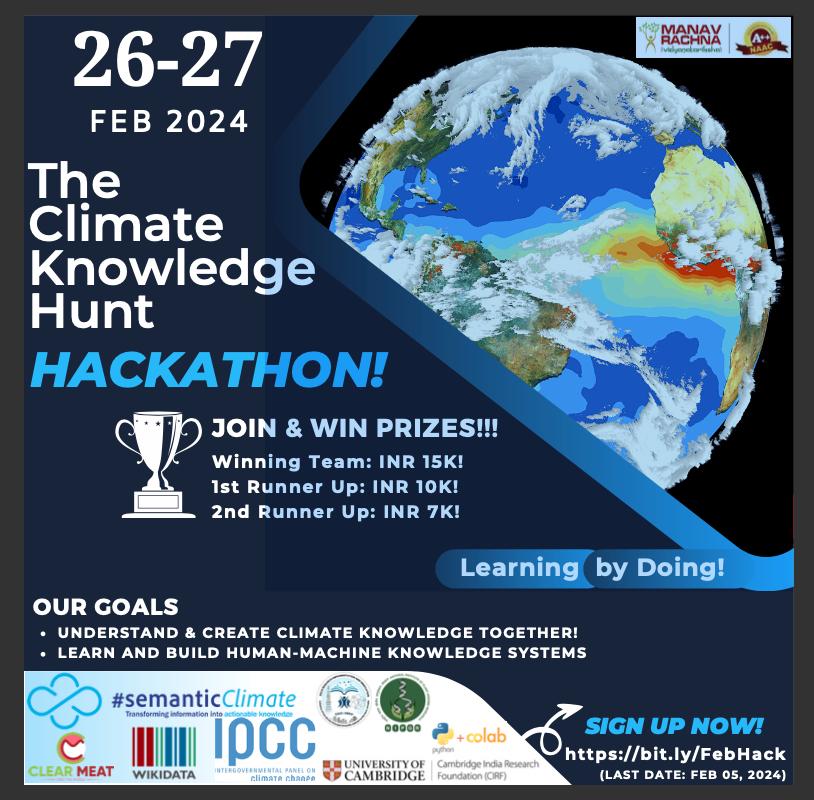 26-27
FEB 2024
MANAV
RACHNA
vidyanatariksha
A++
NAAC
The
Climate
Knowledge
Hunt
HACKATHON!
JOIN & WIN PRIZES!!!
Winning Team: INR 15K!
1st Runner Up: INR 10K!
2nd Runner Up: INR 7K!
Learning by Doing!
OUR GOALS
• UNDERSTAND & CREATE CLIMATE KNOWLEDGE TOGETHER!
• LEARN AND BUILD HUMAN-MACHINE KNOWLEDGE SYSTEMS
#semanticClimate
Transforming information into actionable knowledge
NIPGR
CLEAR MEAT
WIKIDATA
ipcc
INTERGOVERNMENTAL PANEL ON
climate change
python
+ colab
UNIVERSITY OF
CAMBRIDGE
Cambridge India Research
Foundation (CIRF)
SIGN UP NOW!
https://bit.ly/FebHack
(LAST DATE: FEB 05, 2024)